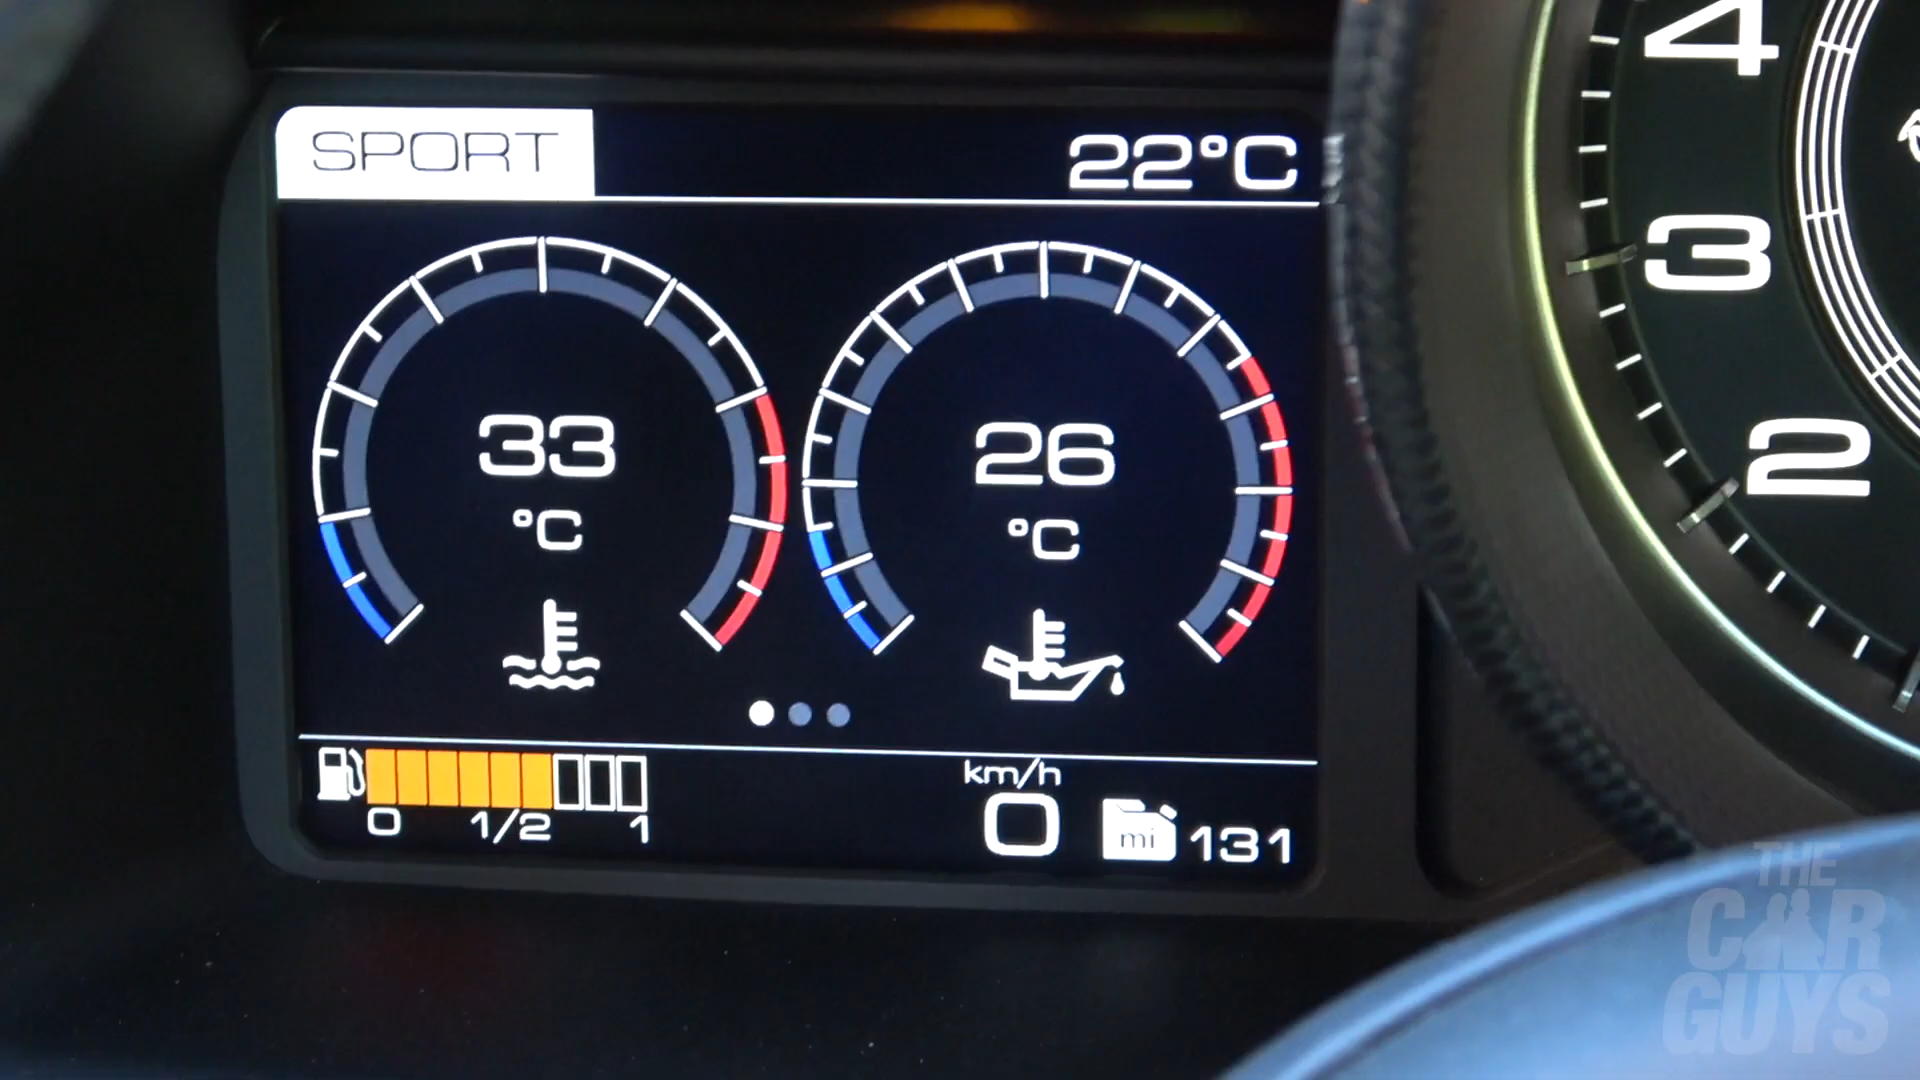 SPORT
22°C
33
°C
26
°C
0 1/2 1
km/h
0
mi 131
4
3
2
THE
CAR
GUYS